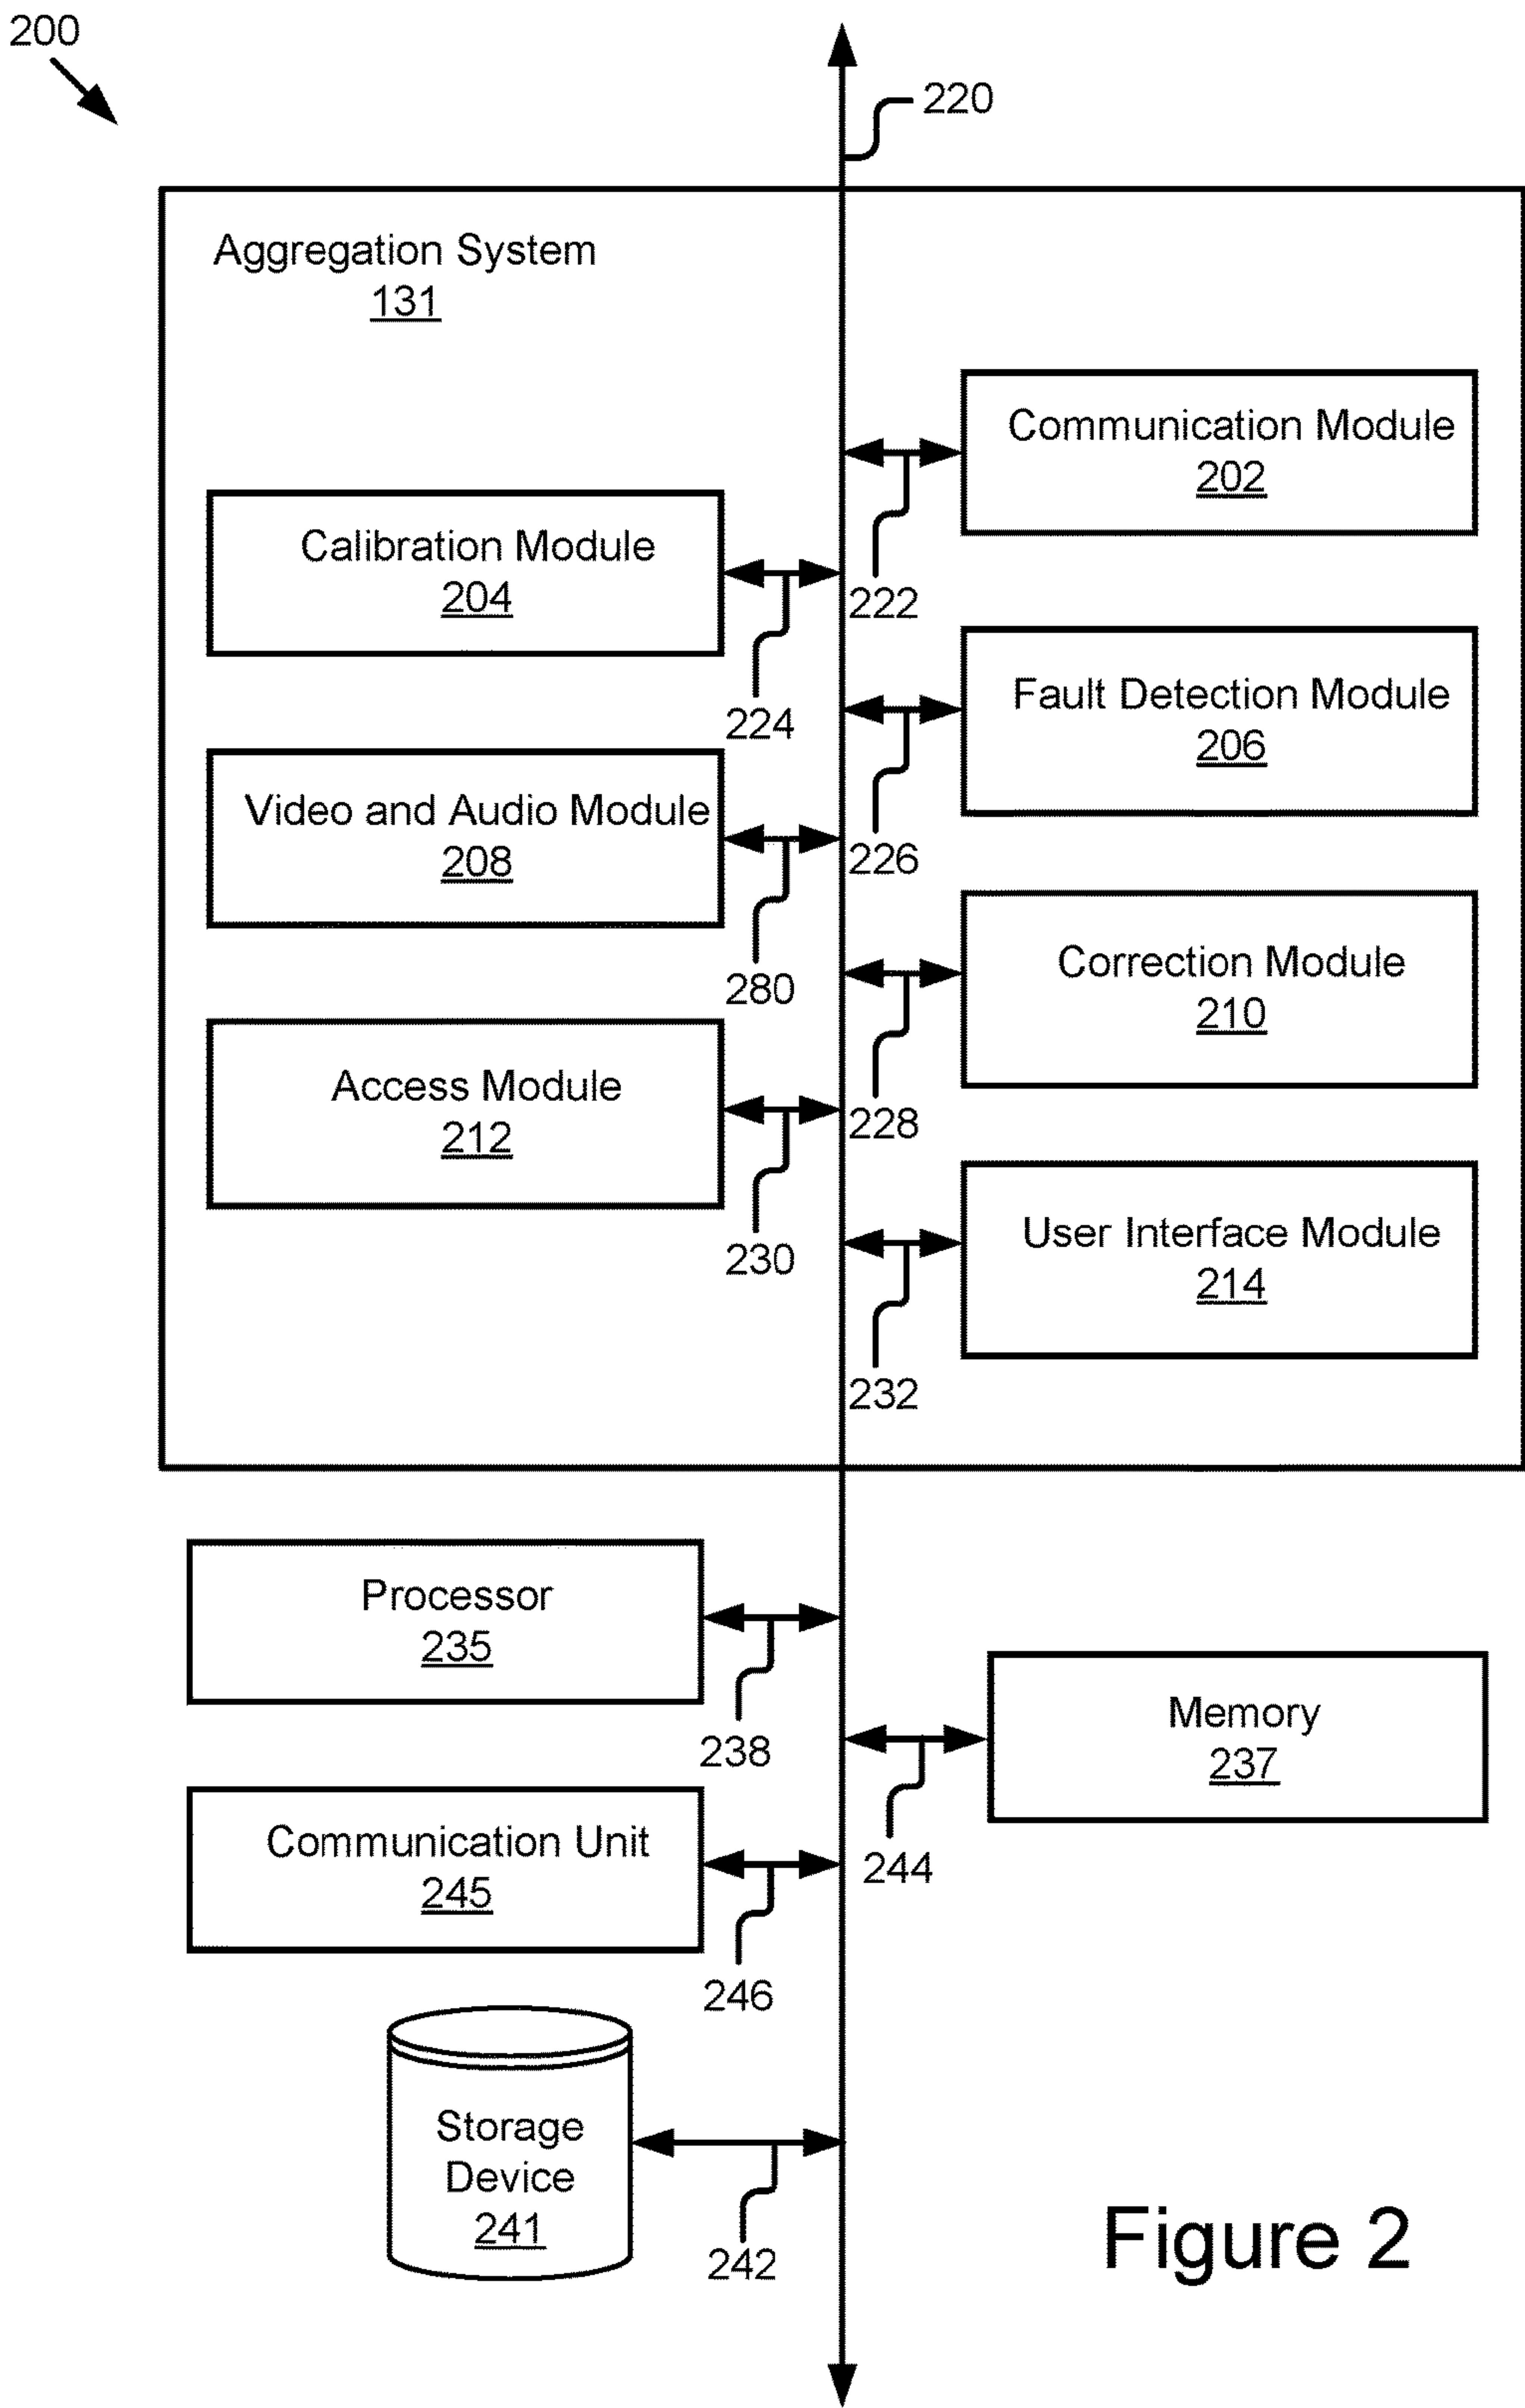 200
220
Aggregation System
131
Communication Module
202
Calibration Module
204
222
224
Fault Detection Module
206
Video and Audio Module
208
226
280
Correction Module
210
Access Module
212
228
230
User Interface Module
214
232
Processor
235
238
Memory
237
Communication Unit
245
244
246
Storage
Device
241
242
Figure 2